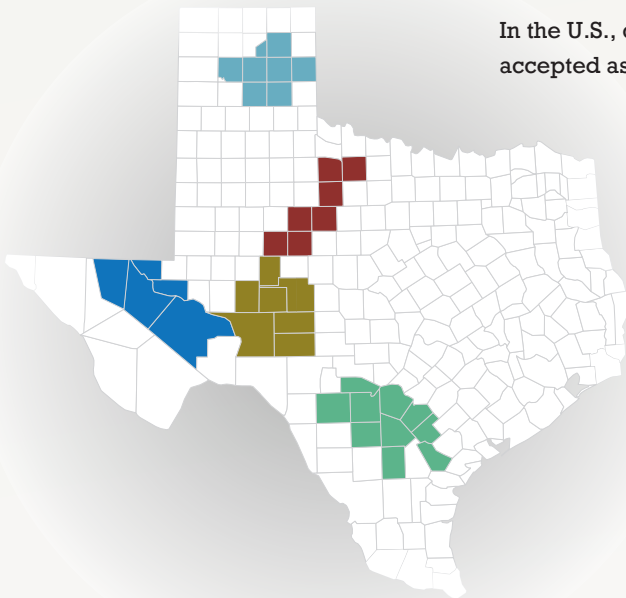 In the U.S.,
accepted as